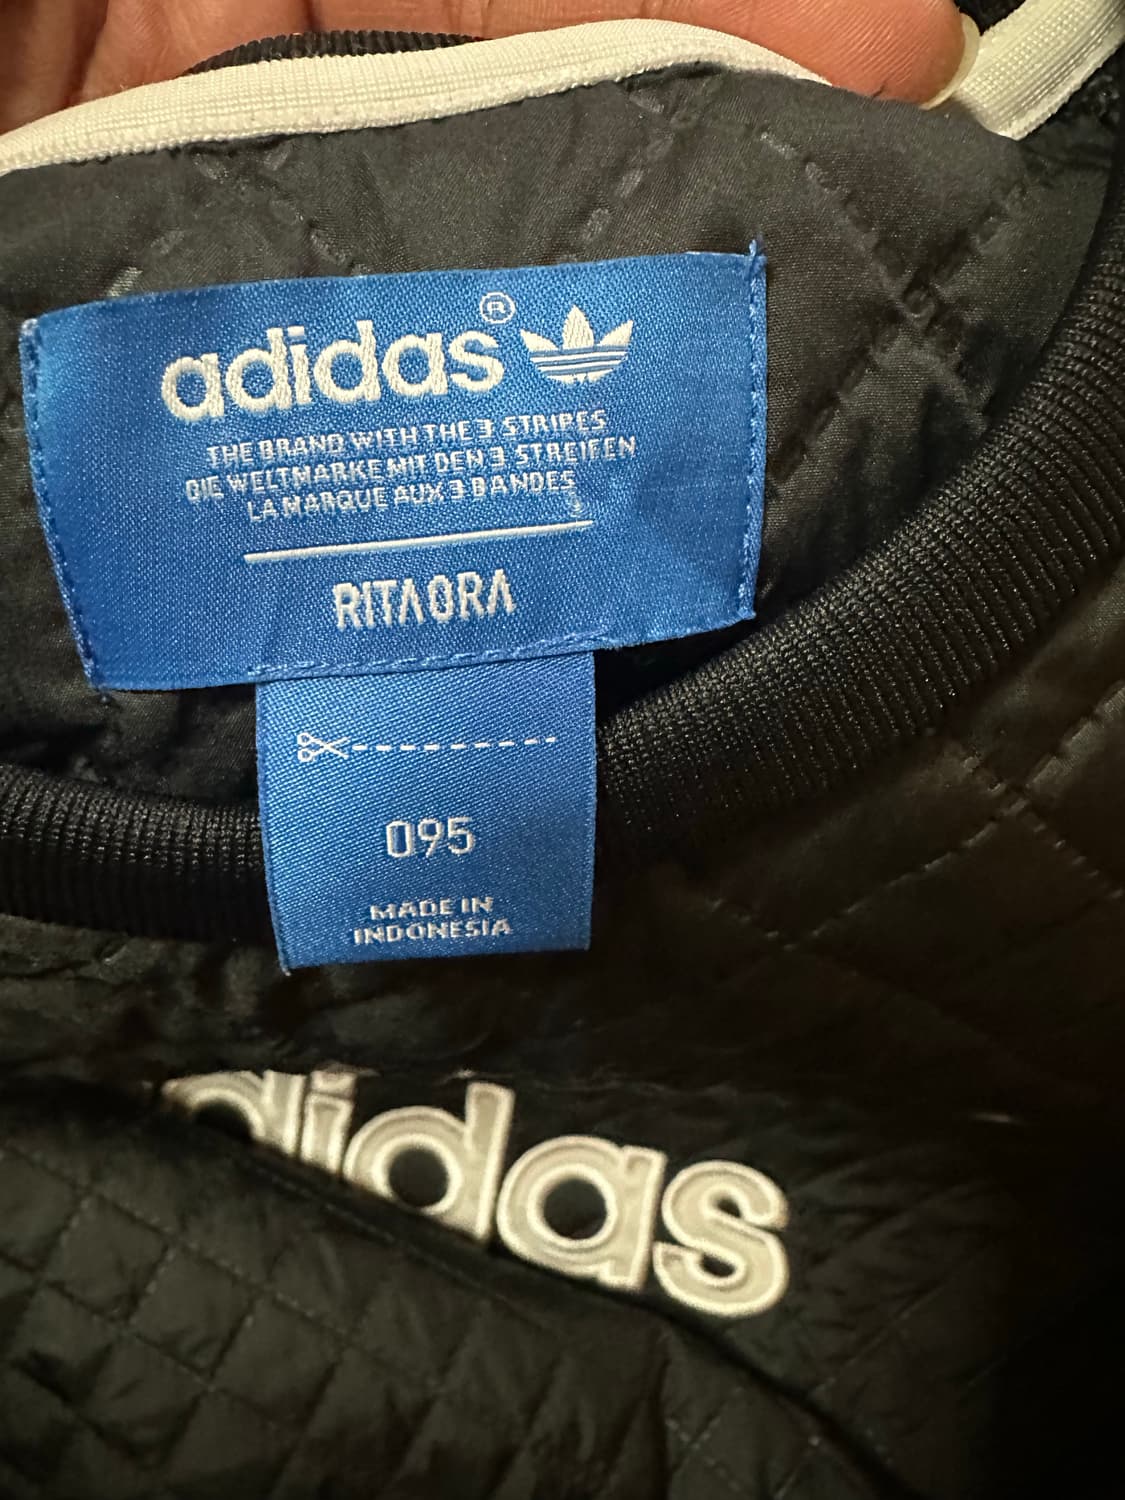 adidas®
THE BRAND WITH THE 3 STRIPES
DIE WELTMARKE MIT DEN 3 STREIFEN
LA MARQUE AUX 3 BANDES
RITA ORA
095
MADE IN
INDONESIA
adidas